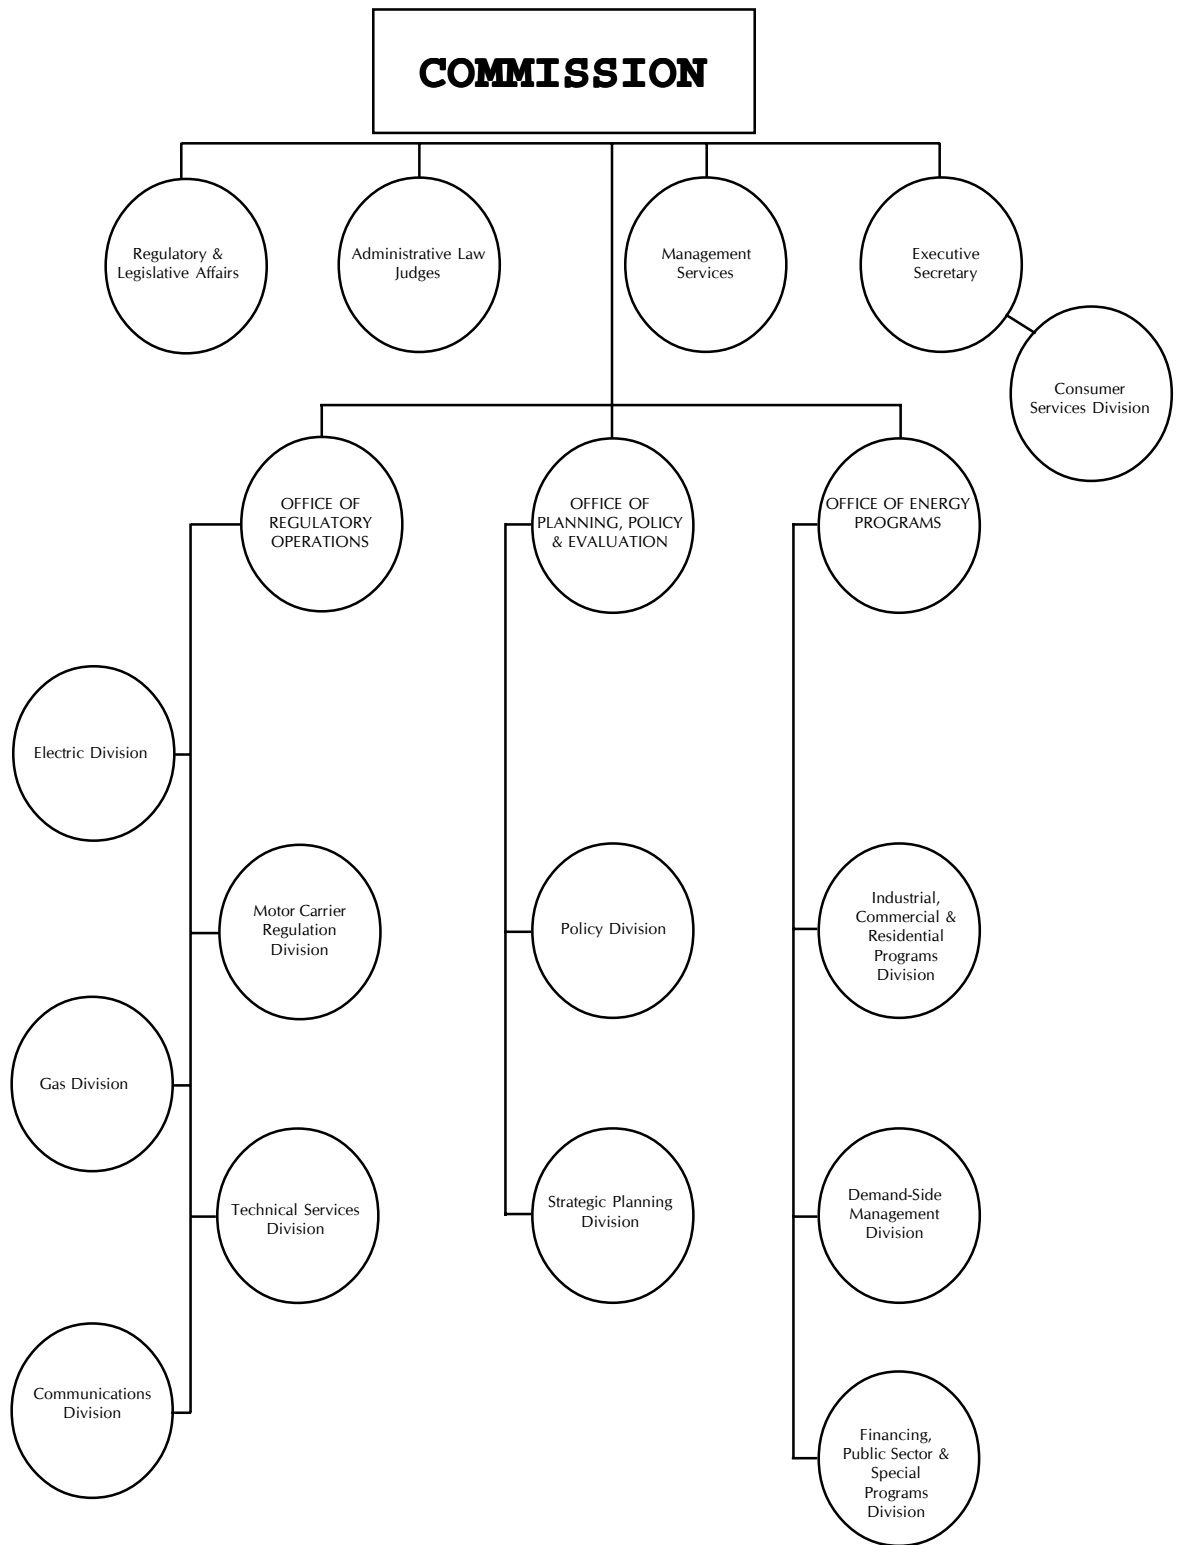 COMMISSION
Regulatory &
Legislative Affairs
Administrative Law
Judges
Management
Services
Executive
Secretary
Consumer
Services Division
OFFICE OF
REGULATORY
OPERATIONS
OFFICE OF
PLANNING, POLICY
& EVALUATION
OFFICE OF ENERGY
PROGRAMS
Electric Division
Motor Carrier
Regulation
Division
Policy Division
Industrial,
Commercial &
Residential
Programs
Division
Gas Division
Technical Services
Division
Strategic Planning
Division
Demand-Side
Management
Division
Communications
Division
Financing,
Public Sector &
Special
Programs
Division